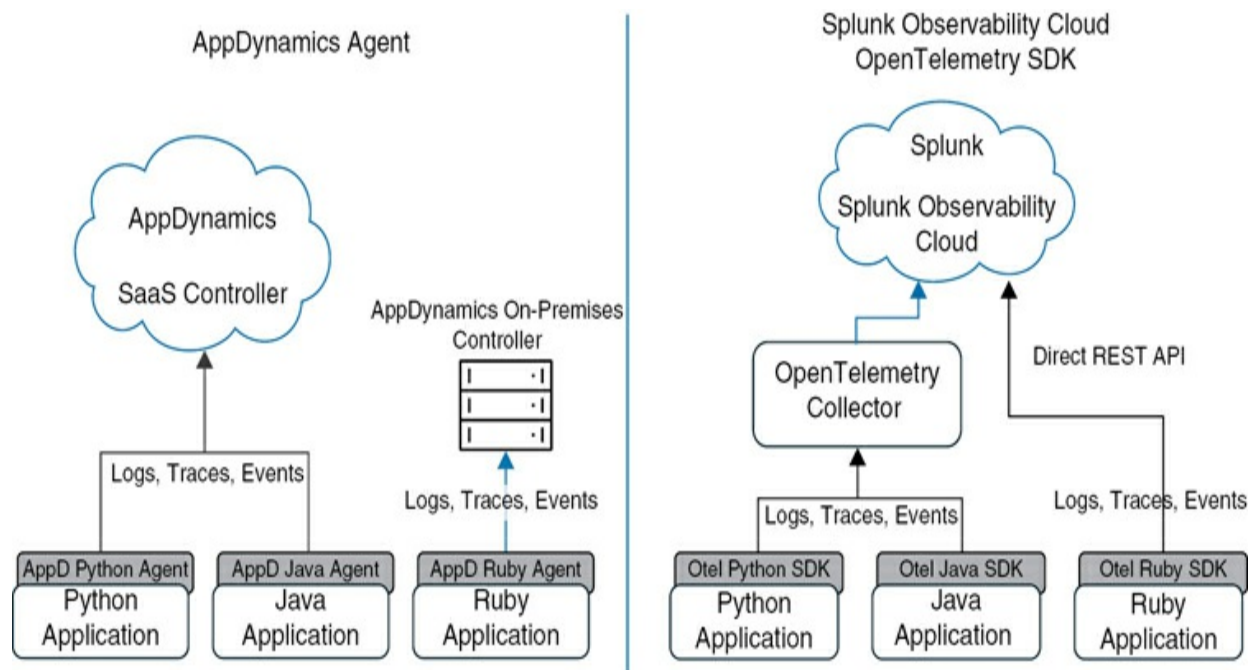 AppDynamics Agent
AppDynamics
SaaS Controller
AppDynamics On-Premises
Controller
Logs, Traces, Events
Logs, Traces, Events
AppD Python Agent
Python
Application
AppD Java Agent
Java
Application
AppD Ruby Agent
Ruby
Application
Splunk Observability Cloud
OpenTelemetry SDK
Splunk
Splunk Observability
Cloud
OpenTelemetry
Collector
Direct REST API
Logs, Traces, Events
Logs, Traces, Events
Otel Python SDK
Python
Application
Otel Java SDK
Java
Application
Otel Ruby SDK
Ruby
Application